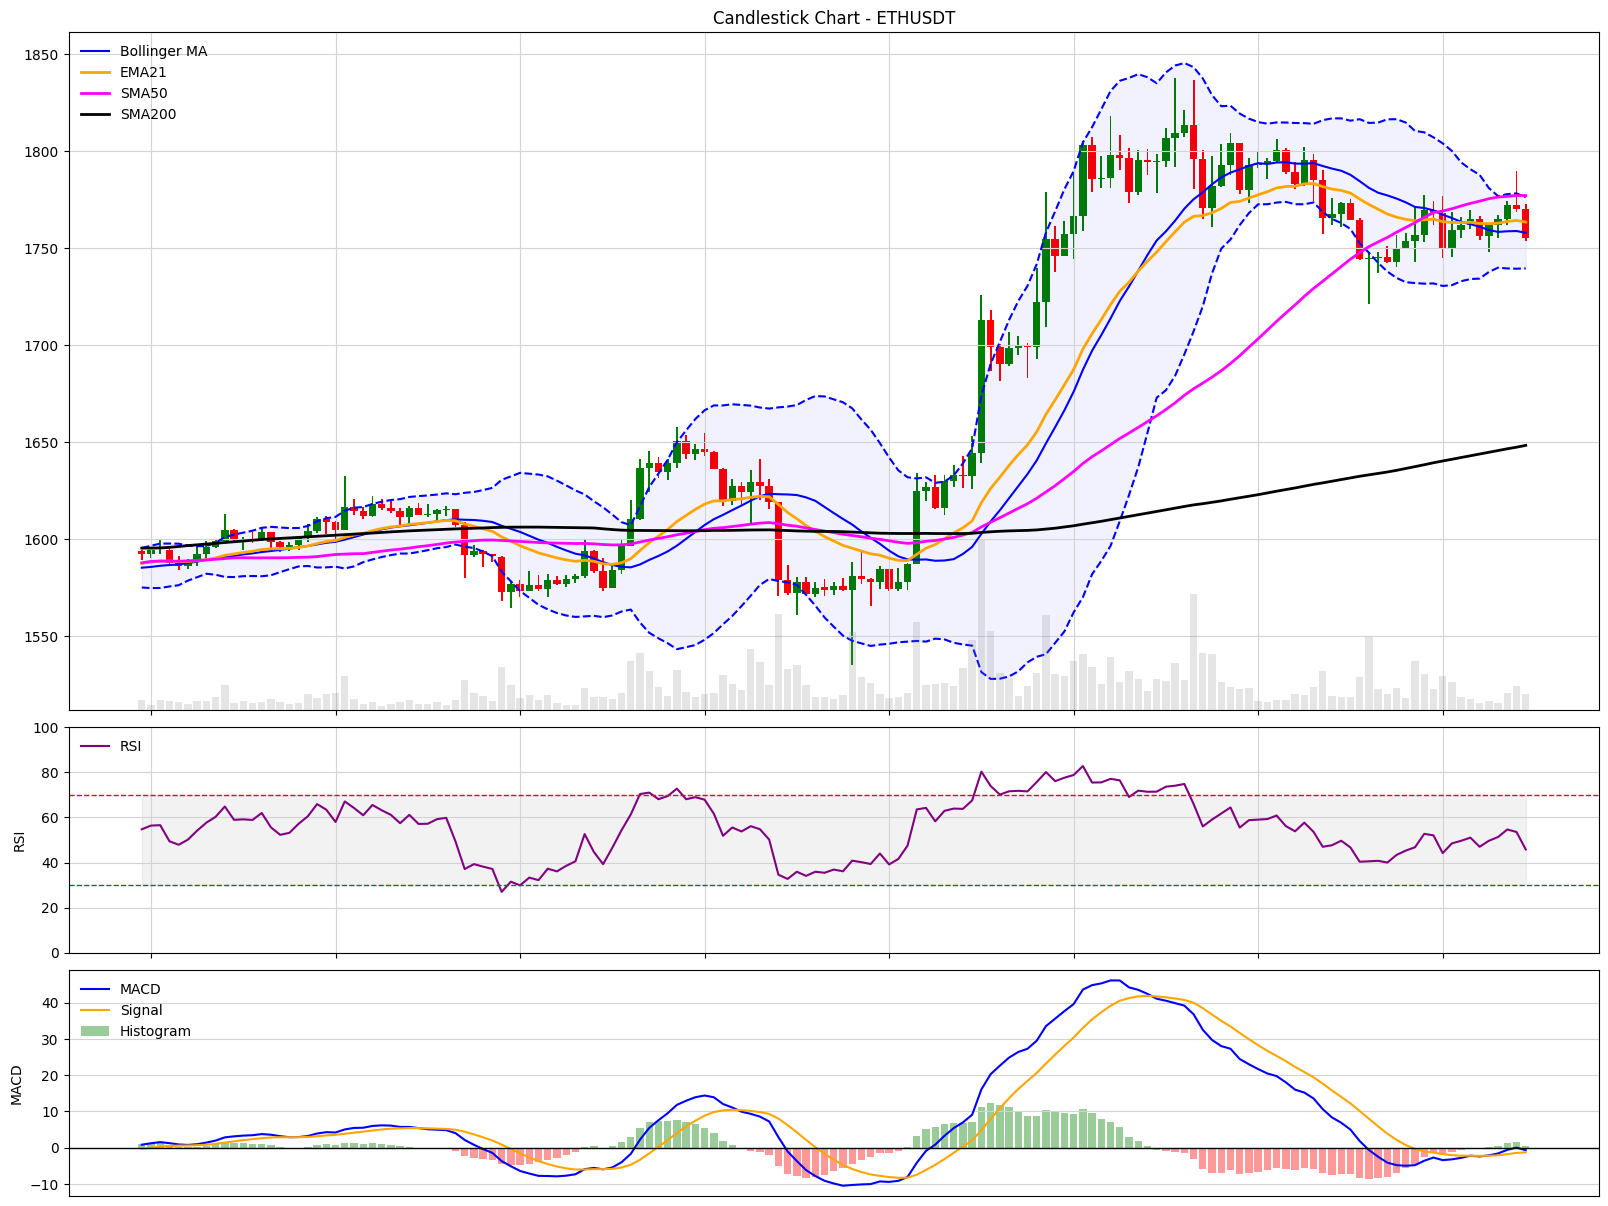 Candlestick Chart - ETHUSDT
Bollinger MA
EMA21
SMA50
SMA200
1850
1800
1750
1700
1650
1600
1550
RSI
RSI
100
80
60
40
20
0
MACD
Signal
Histogram
MACD
40
30
20
10
0
−10